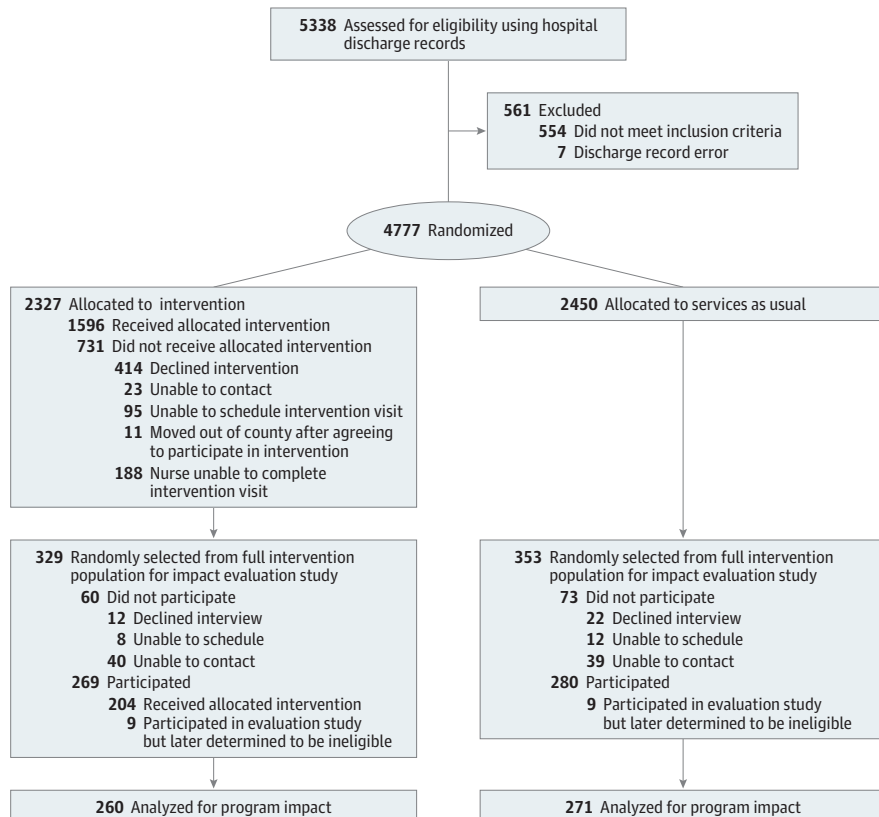 5338 Assessed for eligibility using hospital
discharge records
561 Excluded
554 Did not meet inclusion criteria
7 Discharge record error
4777 Randomized
2327 Allocated to intervention
1596 Received allocated intervention
731 Did not receive allocated intervention
414 Declined intervention
23 Unable to contact
95 Unable to schedule intervention visit
11 Moved out of county after agreeing
to participate in intervention
188 Nurse unable to complete
intervention visit
2450 Allocated to services as usual
329 Randomly selected from full intervention
population for impact evaluation study
60 Did not participate
12 Declined interview
8 Unable to schedule
40 Unable to contact
269 Participated
204 Received allocated intervention
9 Participated in evaluation study
but later determined to be ineligible
353 Randomly selected from full intervention
population for impact evaluation study
73 Did not participate
22 Declined interview
12 Unable to schedule
39 Unable to contact
280 Participated
9 Participated in evaluation study
but later determined to be ineligible
260 Analyzed for program impact
271 Analyzed for program impact